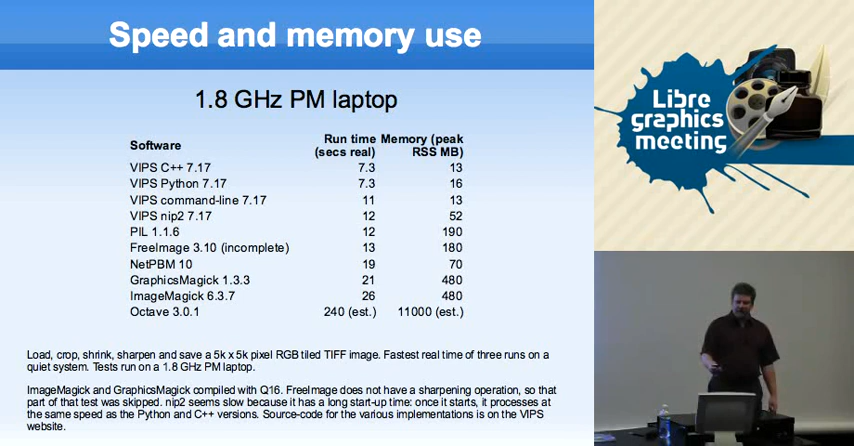 Speed and memory use
1.8 GHz PM laptop
Software Run time (secs real) Memory (peak RSS MB)
VIPS C++ 7.17 7.3 13
VIPS Python 7.17 7.3 16
VIPS command-line 7.17 11 13
VIPS nip2 7.17 12 52
PIL 1.1.6 12 190
FreeImage 3.10 (incomplete) 13 180
NetPBM 10 19 70
GraphicsMagick 1.3.3 21 480
ImageMagick 6.3.7 26 480
Octave 3.0.1 240 (est.) 11000 (est.)
Load, crop, shrink, sharpen and save a 5k x 5k pixel RGB tiled TIFF image. Fastest real time of three runs on a
quiet system. Tests run on a 1.8 GHz PM laptop.
ImageMagick and GraphicsMagick compiled with Q16. FreeImage does not have a sharpening operation, so that
part of that test was skipped. nip2 seems slow because it has a long start-up time: once it starts, it processes at
the same speed as the Python and C++ versions. Source-code for the various implementations is on the VIPS
website.
Libre
graphics
meeting